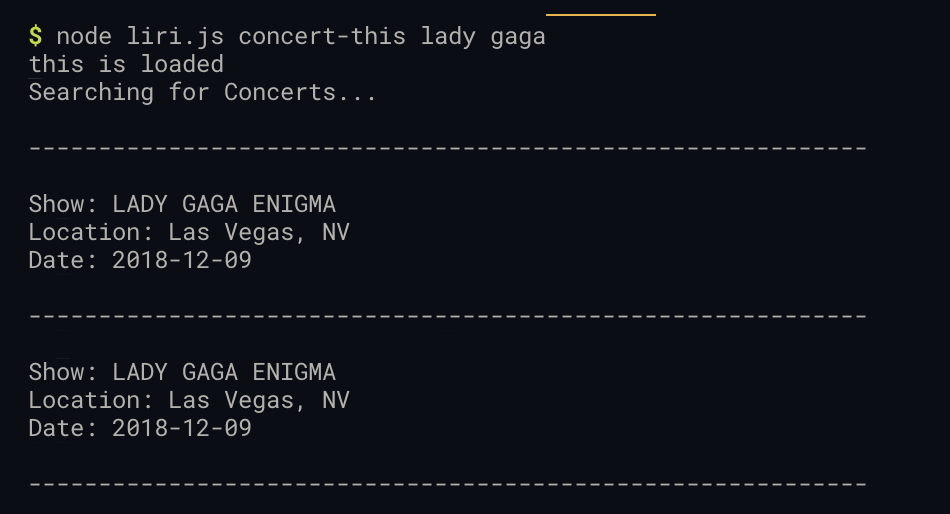 $ node liri.js concert-this lady gaga
this is loaded
Searching for Concerts...
------------------------------------------------------------
Show: LADY GAGA ENIGMA
Location: Las Vegas, NV
Date: 2018-12-09
------------------------------------------------------------
Show: LADY GAGA ENIGMA
Location: Las Vegas, NV
Date: 2018-12-09
------------------------------------------------------------